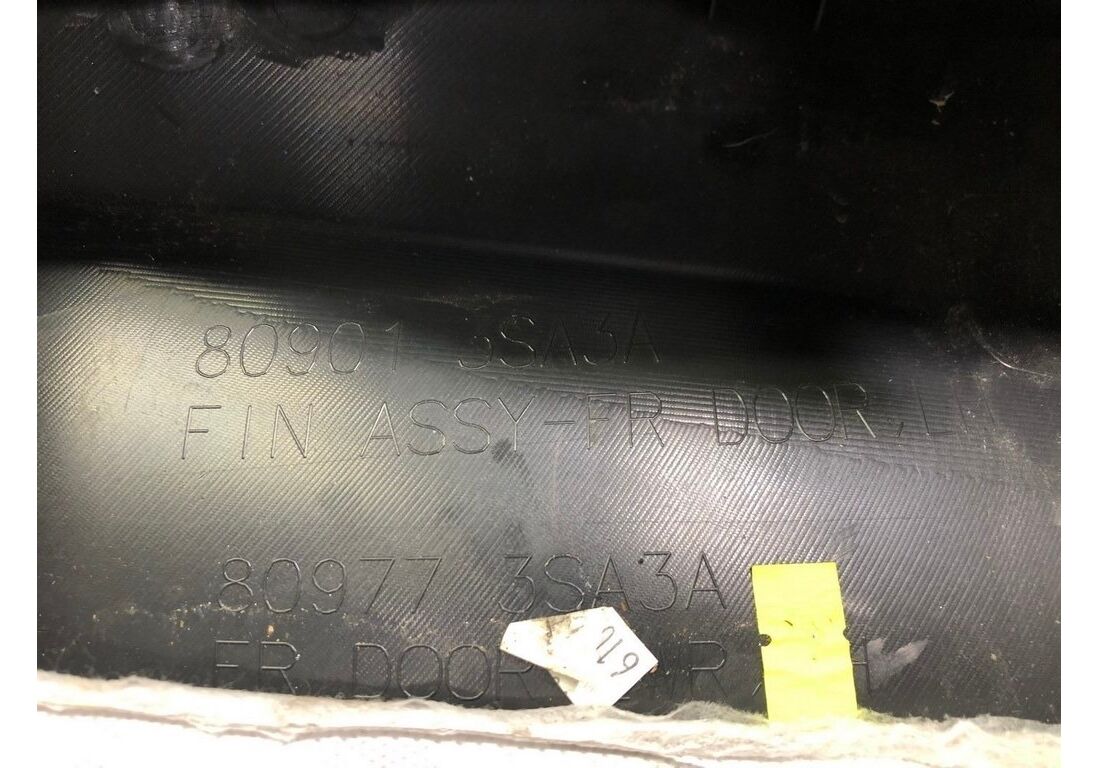 80901 3SA3A
FIN ASSY-FR DOOR, L
80977 3SA3A
FR DOOR